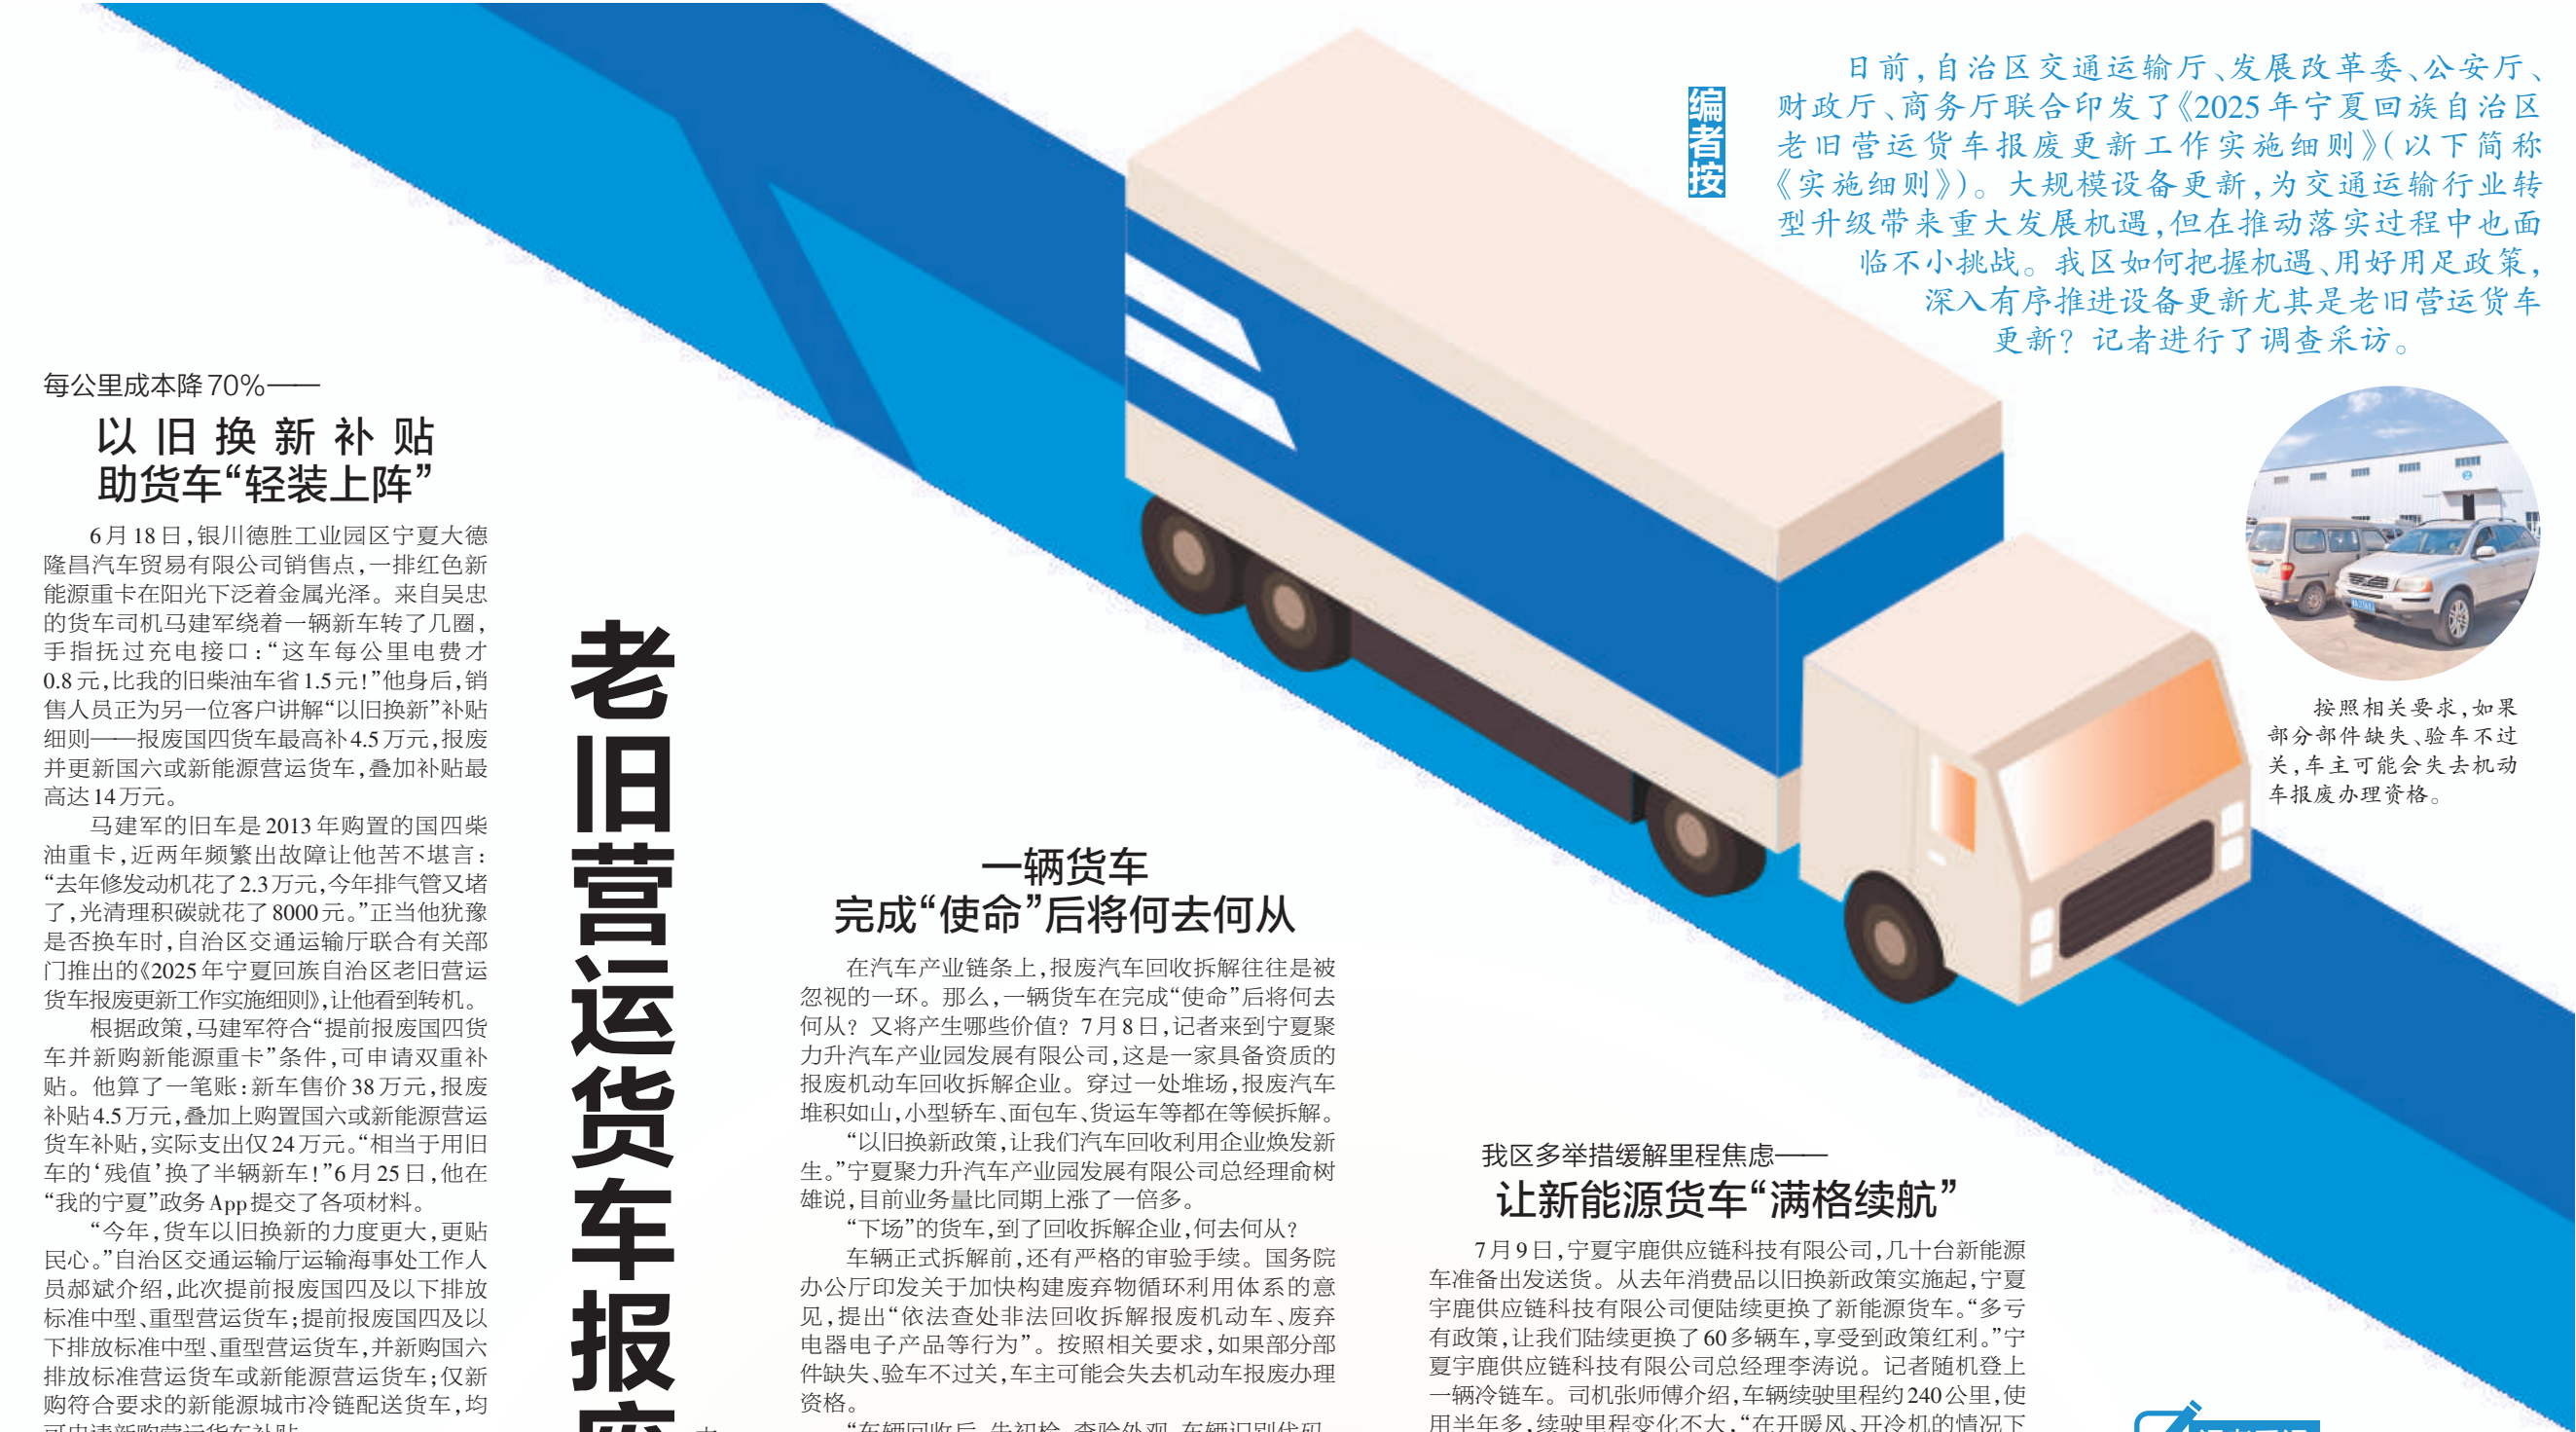 编者按
日前,自治区交通运输厅、发展改革委、公安厅、
财政厅、商务厅联合印发了《2025年宁夏回族自治区
老旧营运货车报废更新工作实施细则》(以下简称
《实施细则》)。大规模设备更新,为交通运输行业转
型升级带来重大发展机遇,但在推动落实过程中也面
临不小挑战。我区如何把握机遇、用好用足政策,
深入有序推进设备更新尤其是老旧营运货车
更新？记者进行了调查采访。
按照相关要求,如果
部分部件缺失、验车不过
关,车主可能会失去机动
车报废办理资格。
每公里成本降70%——
以旧换新补贴
助货车“轻装上阵”
6月18日,银川德胜工业园区宁夏大德
隆昌汽车贸易有限公司销售点,一排红色新
能源重卡在阳光下泛着金属光泽。来自吴忠
的货车司机马建军绕着一辆新车转了几圈,
手指抚过充电接口:“这车每公里电费才
0.8元,比我的旧柴油车省1.5元!”他身后,销
售人员正为另一位客户讲解“以旧换新”补贴
细则——报废国四货车最高补4.5万元,报废
并更新国六或新能源营运货车,叠加补贴最
高达14万元。
马建军的旧车是2013年购置的国四柴
油重卡,近两年频繁出故障让他苦不堪言:
“去年修发动机花了2.3万元,今年排气管又堵
了,光清理积碳就花了8000元。”正当他犹豫
是否换车时,自治区交通运输厅联合有关部
门推出的《2025年宁夏回族自治区老旧营运
货车报废更新工作实施细则》,让他看到转机。
根据政策,马建军符合“提前报废国四货
车并新购新能源重卡”条件,可申请双重补
贴。他算了一笔账:新车售价38万元,报废
补贴4.5万元,叠加上购置国六或新能源营运
货车补贴,实际支出仅24万元。“相当于用旧
车的‘残值’换了半辆新车!”6月25日,他在
“我的宁夏”政务App提交了各项材料。
“今年,货车以旧换新的力度更大,更贴
民心。”自治区交通运输厅运输海事处工作人
员郝斌介绍,此次提前报废国四及以下排放
标准中型、重型营运货车;提前报废国四及以
下排放标准中型、重型营运货车,并新购国六
排放标准营运货车或新能源营运货车;仅新
购符合要求的新能源城市冷链配送货车,均
可申请新购营运货车补贴
老旧营运货车报废
一辆货车
完成“使命”后将何去何从
在汽车产业链条上,报废汽车回收拆解往往是被
忽视的一环。那么,一辆货车在完成“使命”后将何去
何从？又将产生哪些价值？7月8日,记者来到宁夏聚
力升汽车产业园发展有限公司,这是一家具备资质的
报废机动车回收拆解企业。穿过一处堆场,报废汽车
堆积如山,小型轿车、面包车、货运车等都在等候拆解。
“以旧换新政策,让我们汽车回收利用企业焕发新
生。”宁夏聚力升汽车产业园发展有限公司总经理俞树
雄说,目前业务量比同期上涨了一倍多。
“下场”的货车,到了回收拆解企业,何去何从?
车辆正式拆解前,还有严格的审验手续。国务院
办公厅印发关于加快构建废弃物循环利用体系的意
见,提出“依法查处非法回收拆解报废机动车、废弃
电器电子产品等行为”。按照相关要求,如果部分部
件缺失、验车不过关,车主可能会失去机动车报废办理
资格。
“车辆回收后,先初检,查验外观、车辆识别代码、
我区多举措缓解里程焦虑——
让新能源货车“满格续航”
7月9日,宁夏宇鹿供应链科技有限公司,几十台新能源
车准备出发送货。从去年消费品以旧换新政策实施起,宁夏
宇鹿供应链科技有限公司便陆续更换了新能源货车。“多亏
有政策,让我们陆续更换了60多辆车,享受到政策红利。”宁
夏宇鹿供应链科技有限公司总经理李涛说。记者随机登上
一辆冷链车。司机张师傅介绍,车辆续驶里程约240公里,使
用半年多,续驶里程变化不大,“在开暖风、开冷机的情况下